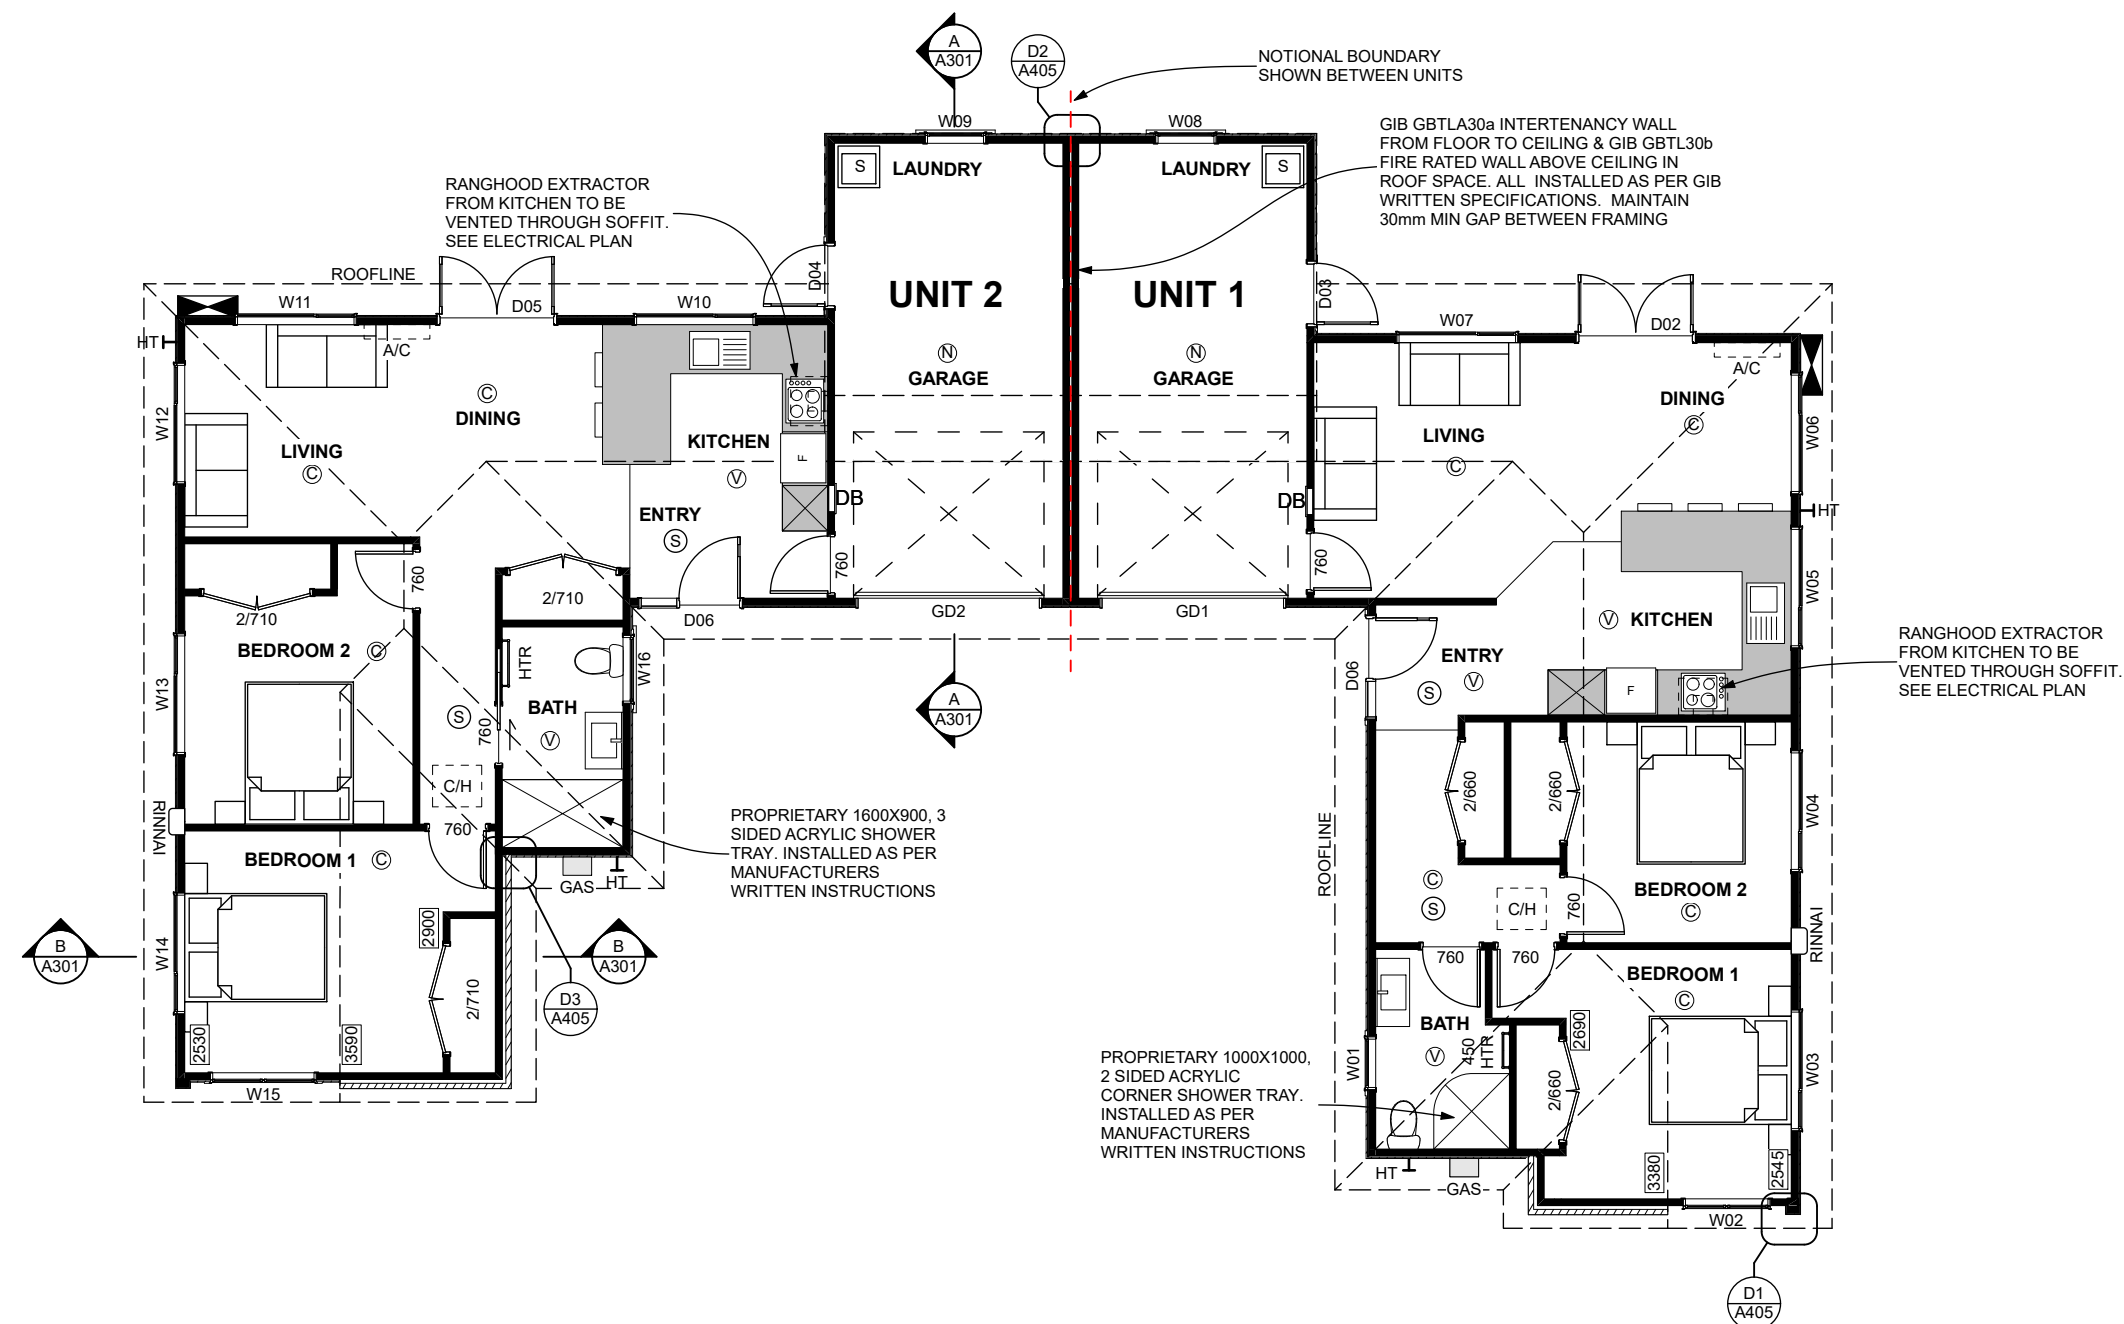 A
A301
D2
A405
NOTIONAL BOUNDARY
SHOWN BETWEEN UNITS
GIB GBTLA30a INTERTENANCY WALL
FROM FLOOR TO CEILING & GIB GBTL30b
FIRE RATED WALL ABOVE CEILING IN
ROOF SPACE. ALL INSTALLED AS PER GIB
WRITTEN SPECIFICATIONS. MAINTAIN
30mm MIN GAP BETWEEN FRAMING
W09
W08
S
LAUNDRY
LAUNDRY
S
RANGHOOD EXTRACTOR
FROM KITCHEN TO BE
VENTED THROUGH SOFFIT.
SEE ELECTRICAL PLAN
ROOFLINE
D04
UNIT 2
UNIT 1
D03
W11
D05
W10
W07
D02
HT
A/C
N
GARAGE
N
GARAGE
A/C
C
DINING
DINING
C
W12
LIVING
C
KITCHEN
V
F
LIVING
C
W06
DB
DB
HT
ENTRY
S
760
760
760
2/710
2/710
W05
D06
GD2
GD1
V
KITCHEN
BEDROOM 2
C
HTR
W16
W13
D06
ENTRY
V
S
F
RANGHOOD EXTRACTOR
FROM KITCHEN TO BE
VENTED THROUGH SOFFIT.
SEE ELECTRICAL PLAN
A
A301
S
760
BATH
V
C/H
760
2/660
2/660
W04
RINNAI
PROPRIETARY 1600X900, 3
SIDED ACRYLIC SHOWER
TRAY. INSTALLED AS PER
MANUFACTURERS
WRITTEN INSTRUCTIONS
ROOFLINE
BEDROOM 1
C
GAS
HT
C
S
C/H
760
BEDROOM 2
C
B
A301
W14
2900
B
A301
760
760
RINNAI
2/710
D3
A405
BEDROOM 1
C
2530
3590
W15
BATH
V
450
HTR
2690
W01
W03
2/660
PROPRIETARY 1000X1000,
2 SIDED ACRYLIC
CORNER SHOWER TRAY.
INSTALLED AS PER
MANUFACTURERS
WRITTEN INSTRUCTIONS
HT
GAS
3380
2545
W02
D1
A405